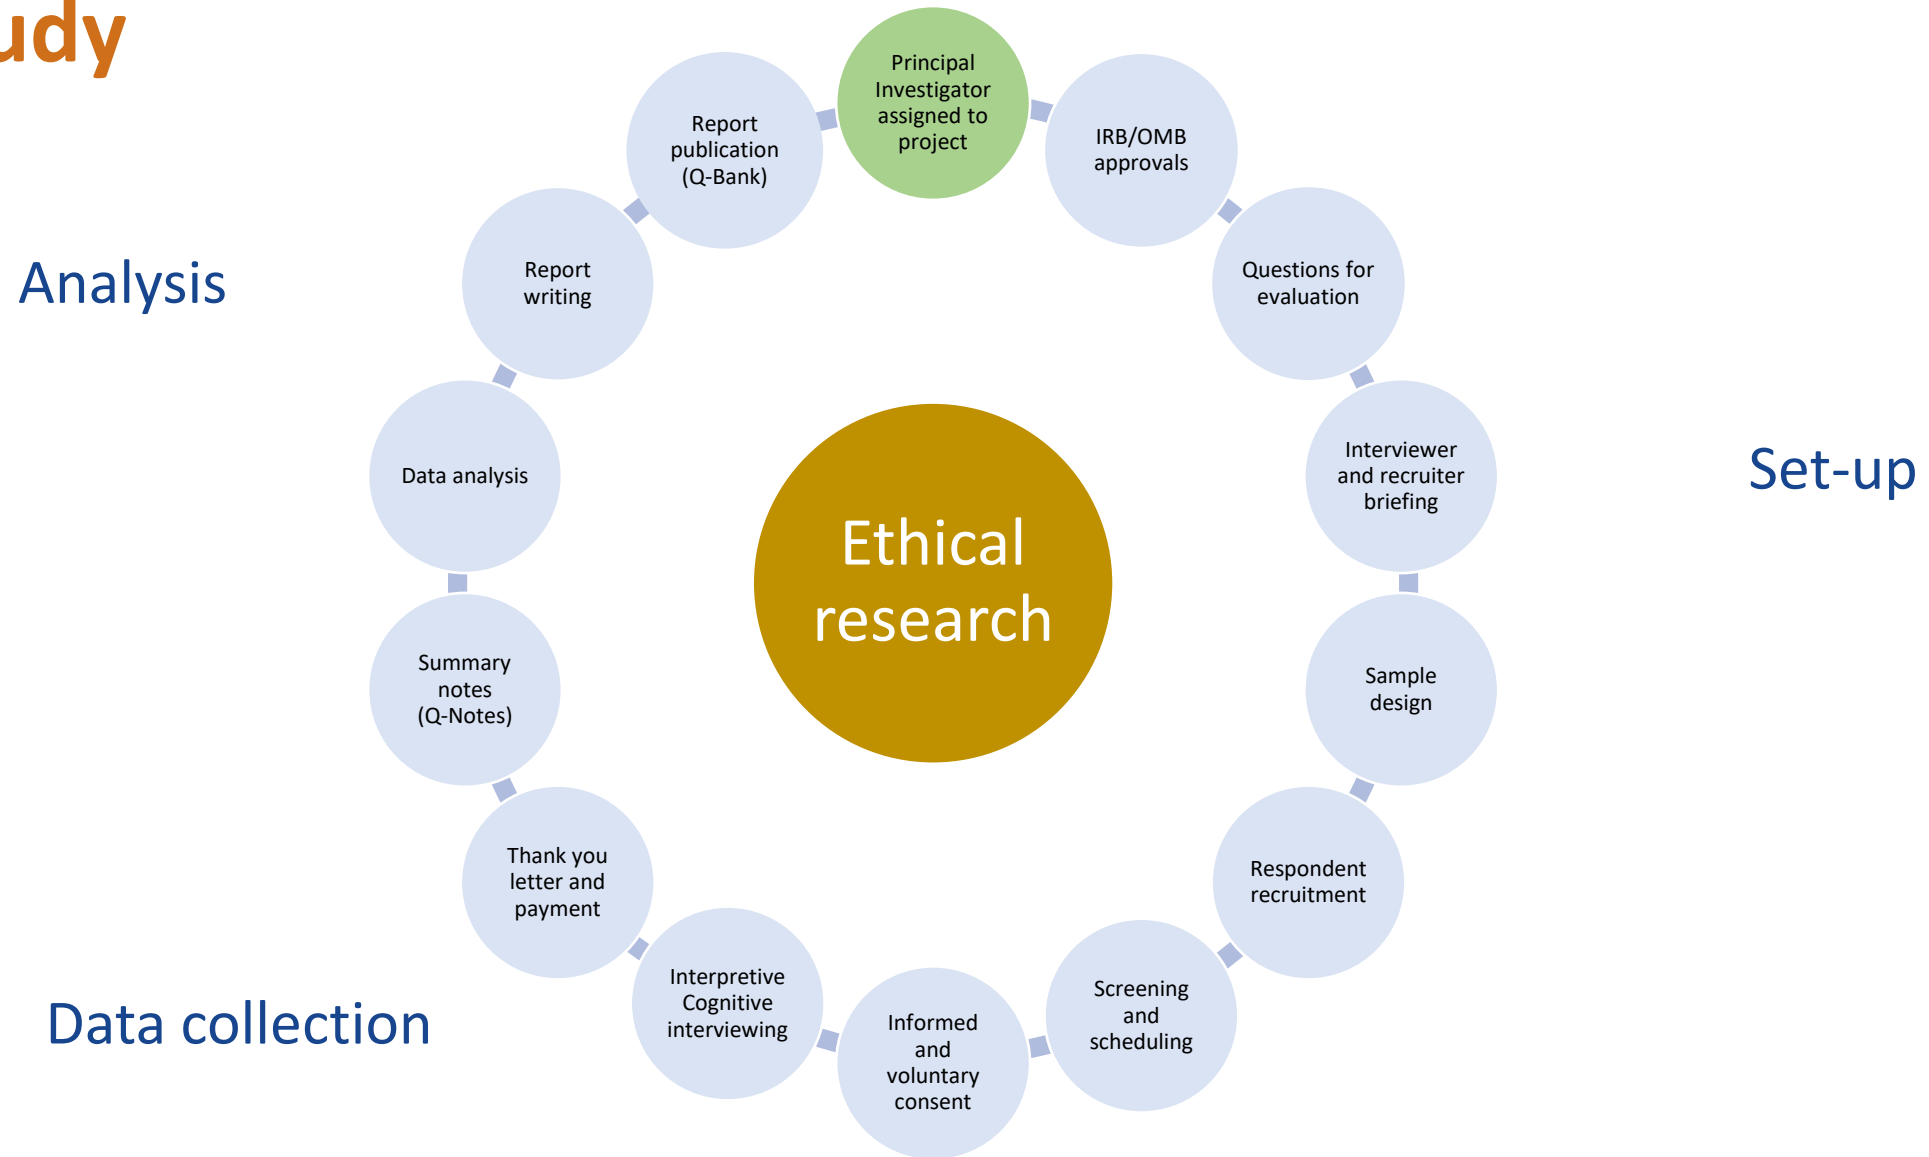 udy
Principal
Investigator
assigned to
project
IRB/OMB
approvals
Questions for
evaluation
Interviewer
and recruiter
briefing
Set-up
Sample
design
Respondent
recruitment
Screening
and
scheduling
Informed
and
voluntary
consent
Interpretive
Cognitive
interviewing
Data collection
Thank you
letter and
payment
Summary
notes
(Q-Notes)
Data analysis
Analysis
Report
writing
Report
publication
(Q-Bank)
Ethical
research